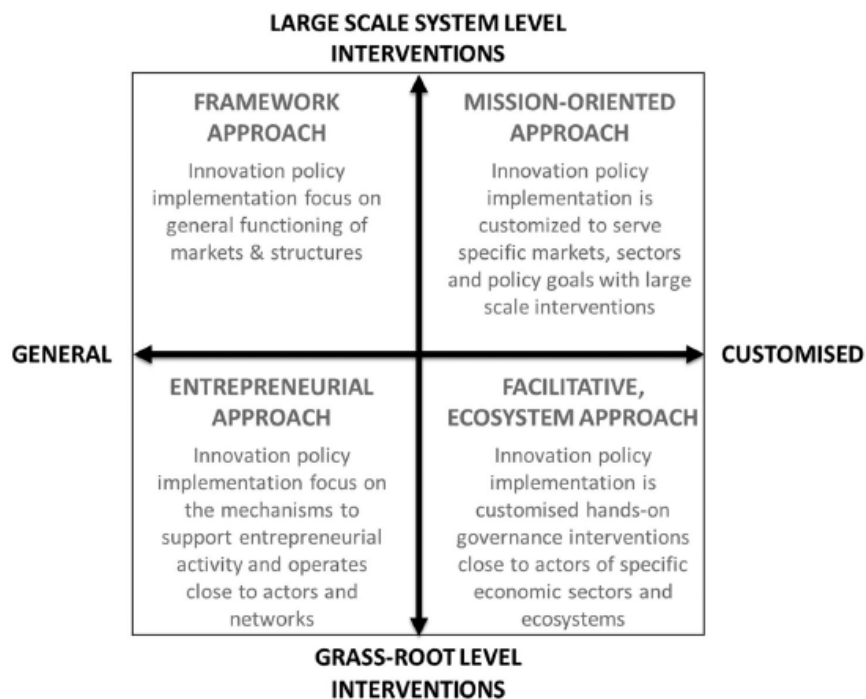 LARGE SCALE SYSTEM LEVEL
INTERVENTIONS
FRAMEWORK
APPROACH
Innovation policy
implementation focus on
general functioning of
markets & structures
MISSION-ORIENTED
APPROACH
Innovation policy
implementation is
customized to serve
specific markets, sectors
and policy goals with large
scale interventions
GENERAL
CUSTOMISED
ENTREPRENEURIAL
APPROACH
Innovation policy
implementation focus on
the mechanisms to
support entrepreneurial
activity and operates
close to actors and
networks
FACILITATIVE,
ECOSYSTEM APPROACH
Innovation policy
implementation is
customised hands-on
governance interventions
close to actors of specific
economic sectors and
ecosystems
GRASS-ROOT LEVEL
INTERVENTIONS